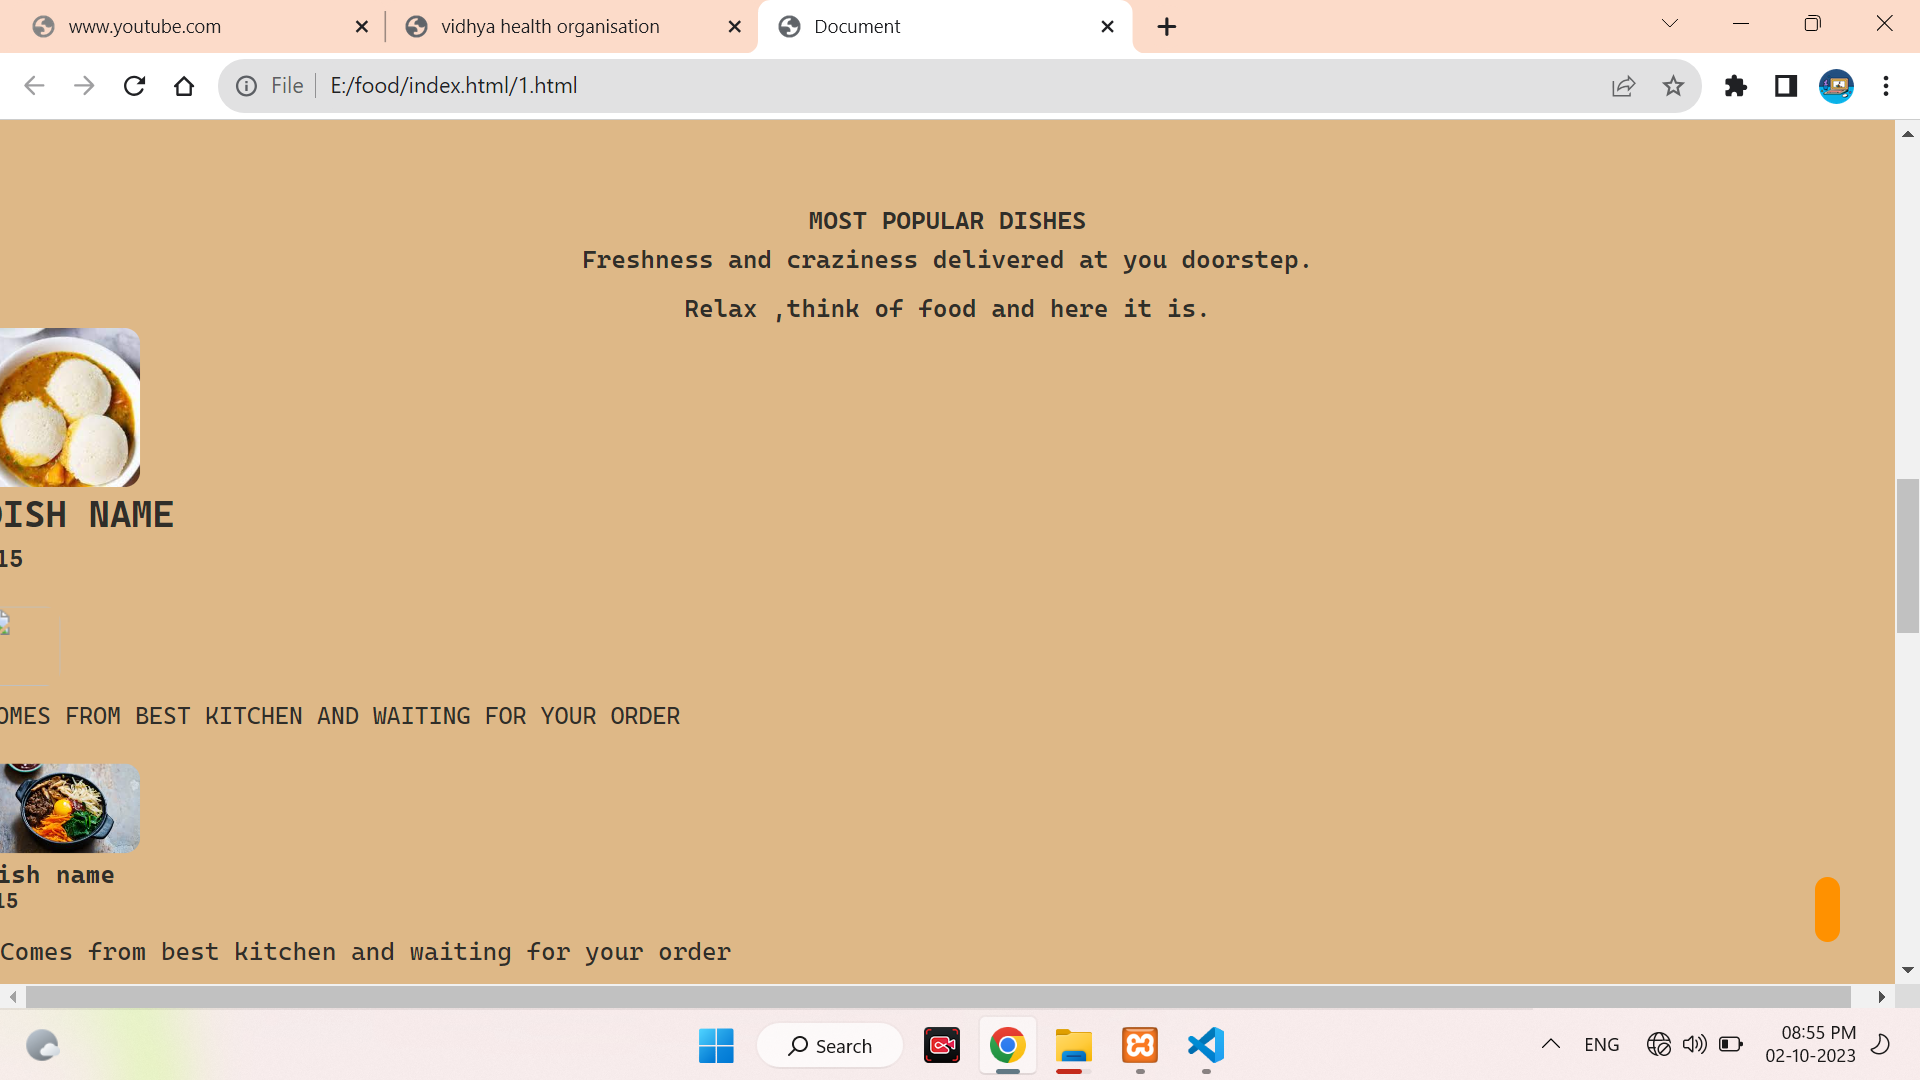 www.youtube.com
vidhya health organisation
Document
File
E:/food/index.html/1.html
MOST POPULAR DISHES
Freshness and craziness delivered at you doorstep.
Relax ,think of food and here it is.
DISH NAME
15
OMES FROM BEST KITCHEN AND WAITING FOR YOUR ORDER
ish name
15
Comes from best kitchen and waiting for your order
Search
ENG
08:55 PM
02-10-2023